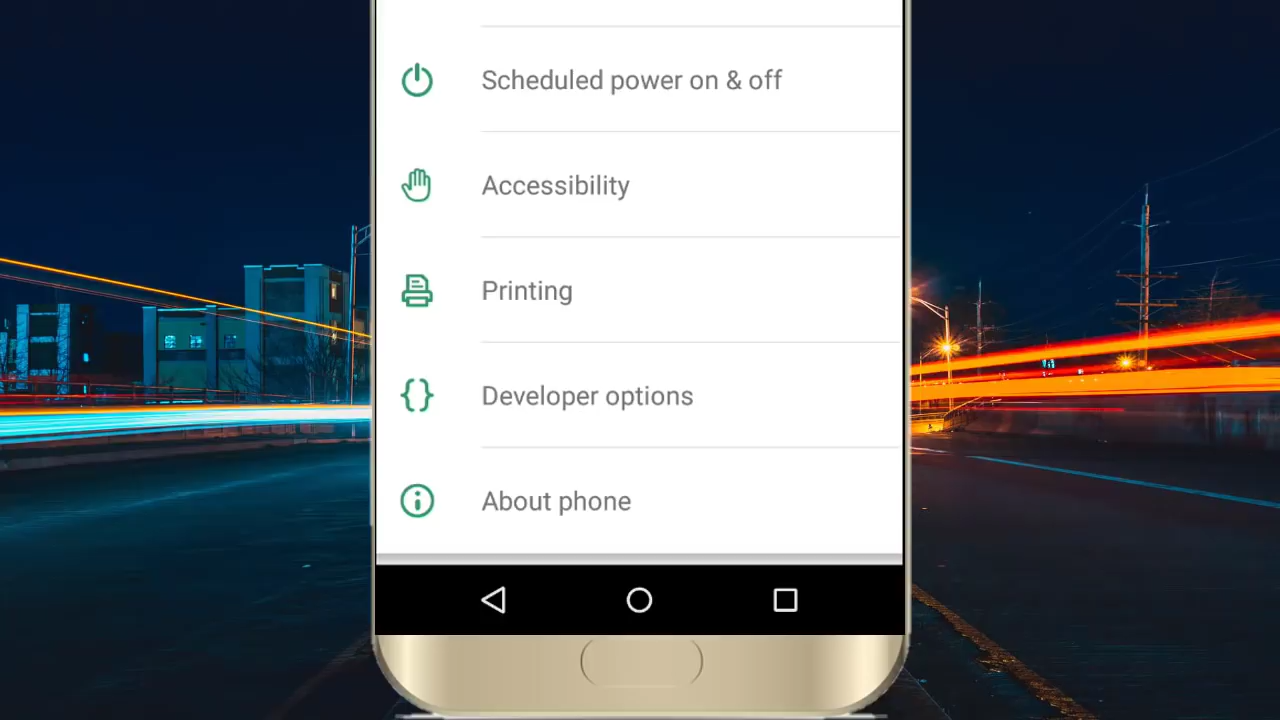 Scheduled power on & off
Accessibility
Printing
Developer options
About phone